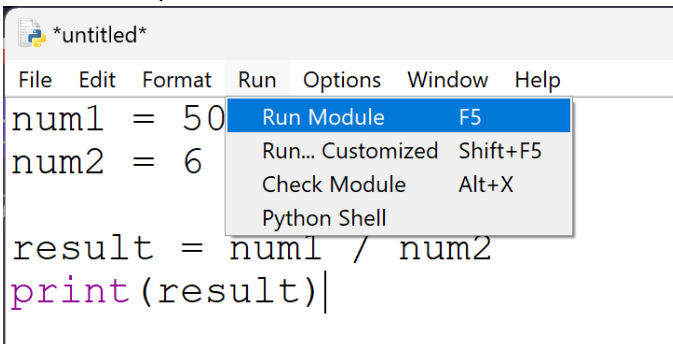 *untitled*
File Edit Format Run Options Window Help
num1 = 50
num2 = 6
Run Module F5
Run... Customized Shift+F5
Check Module Alt+X
Python Shell
result = num1 / num2
print(result)